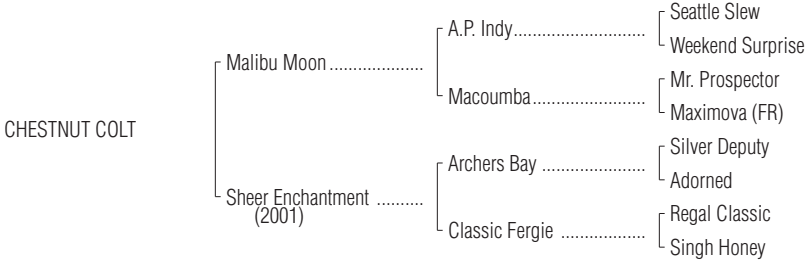 Seattle Slew
A.P. Indy..............................
Weekend Surprise
Malibu Moon.....................
Mr. Prospector
Macoumba..........................
Maximova (FR)
CHESTNUT COLT
Silver Deputy
Archers Bay ........................
Adorned
Sheer Enchantment ..........
(2001)
Regal Classic
Classic Fergie ....................
Singh Honey